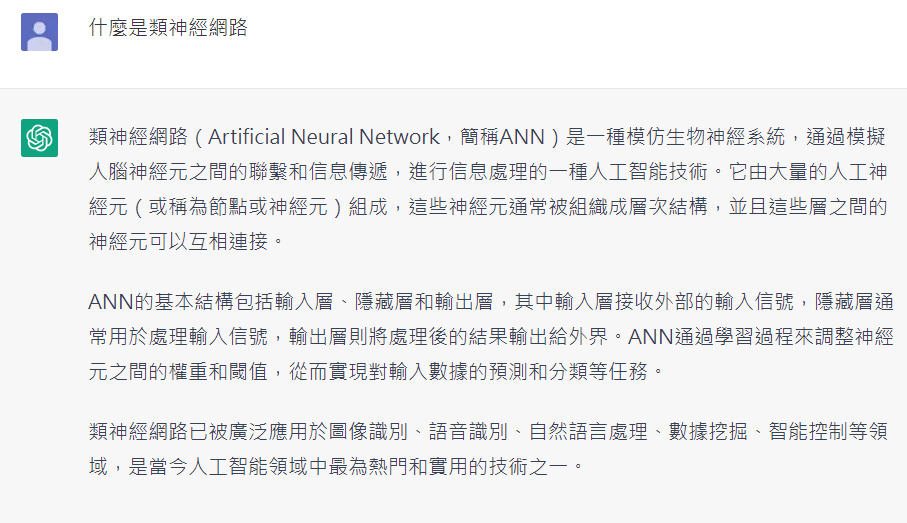 什麼是類神經網路
類神經網路（Artificial Neural Network，簡稱ANN）是一種模仿生物神經系統，通過模擬
人腦神經元之間的聯繫和信息傳遞，進行信息處理的一種人工智能技術。它由大量的人工神
經元（或稱為節點或神經元）組成，這些神經元通常被組織成層次結構，並且這些層之間的
神經元可以互相連接。
ANN的基本結構包括輸入層、隱藏層和輸出層，其中輸入層接收外部的輸入信號，隱藏層通
常用於處理輸入信號，輸出層則將處理後的結果輸出給外界。ANN通過學習過程來調整神經
元之間的權重和閾值，從而實現對輸入數據的預測和分類等任務。
類神經網路已被廣泛應用於圖像識別、語音識別、自然語言處理、數據挖掘、智能控制等領
域，是當今人工智能領域中最為熱門和實用的技術之一。